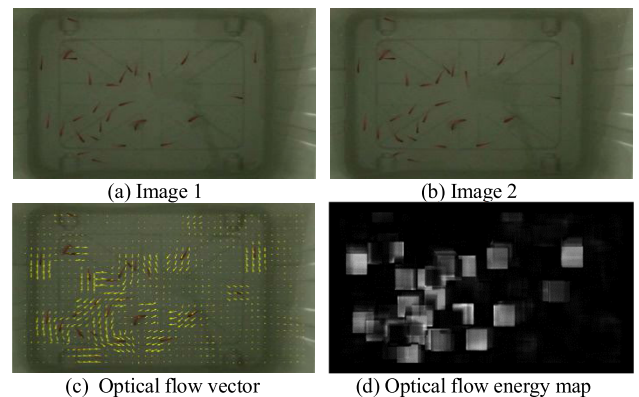 (a) Image 1
(b) Image 2
(c) Optical flow vector
(d) Optical flow energy map